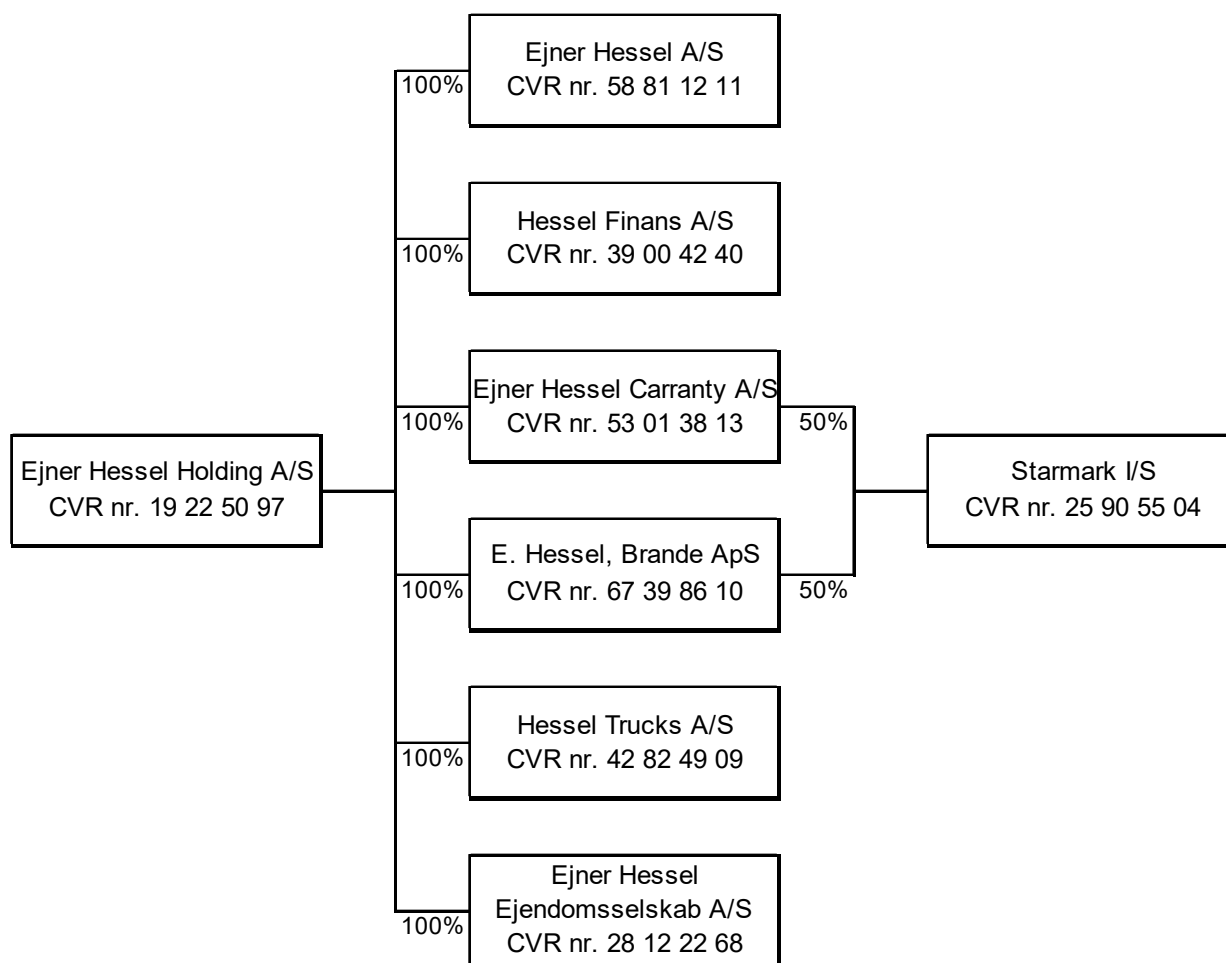 Ejner Hessel A/S
CVR nr. 58 81 12 11
100%
Hessel Finans A/S
CVR nr. 39 00 42 40
100%
Ejner Hessel Carranty A/S
CVR nr. 53 01 38 13
100%
50%
Ejner Hessel Holding A/S
CVR nr. 19 22 50 97
Starmark I/S
CVR nr. 25 90 55 04
E. Hessel, Brande ApS
CVR nr. 67 39 86 10
100%
50%
Hessel Trucks A/S
CVR nr. 42 82 49 09
100%
Ejner Hessel
Ejendomsselskab A/S
CVR nr. 28 12 22 68
100%